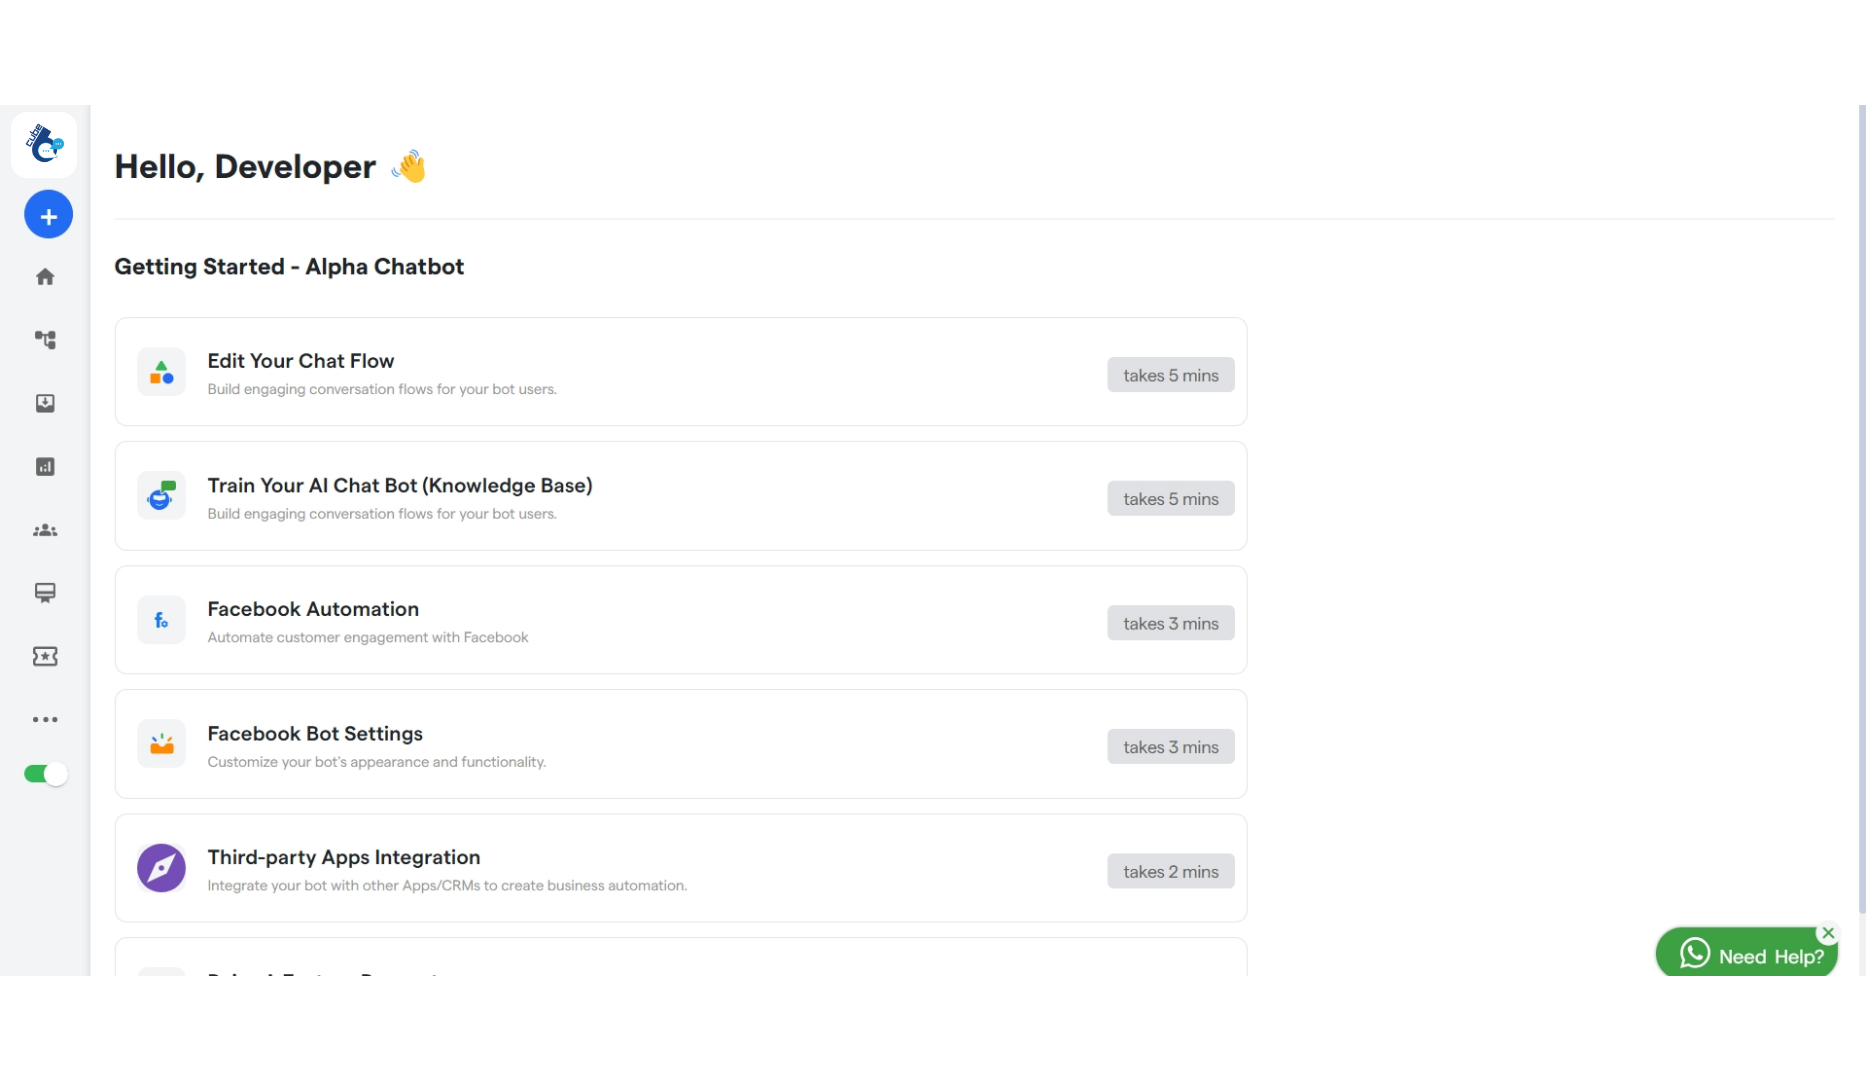 cube
Hello, Developer
Getting Started - Alpha Chatbot
Edit Your Chat Flow
Build engaging conversation flows for your bot users.
takes 5 mins
Train Your AI Chat Bot (Knowledge Base)
Build engaging conversation flows for your bot users.
takes 5 mins
Facebook Automation
Automate customer engagement with Facebook
takes 3 mins
Facebook Bot Settings
Customize your bot's appearance and functionality.
takes 3 mins
Third-party Apps Integration
Integrate your bot with other Apps/CRMs to create business automation.
takes 2 mins
Need Help?